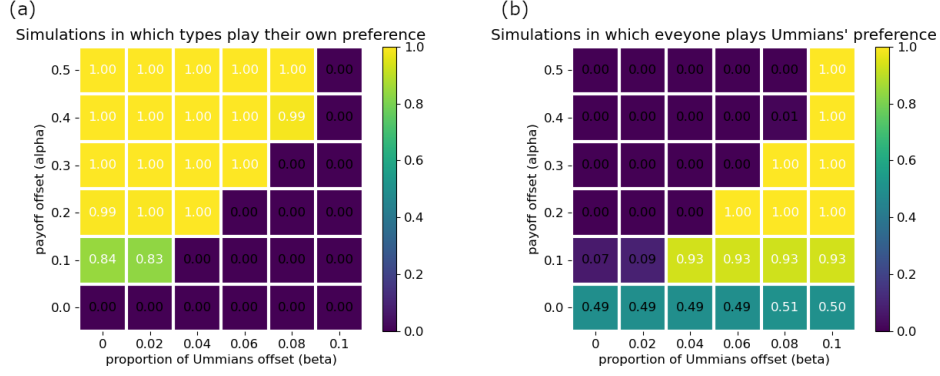 (a)
Simulations in which types play their own preference
payoff offset (alpha)
0.5 1.00 1.00 1.00 1.00 1.00 0.00
0.4 1.00 1.00 1.00 1.00 0.99 0.00
0.3 1.00 1.00 1.00 1.00 0.00 0.00
0.2 0.99 1.00 1.00 0.00 0.00 0.00
0.1 0.84 0.83 0.00 0.00 0.00 0.00
0.0 0.00 0.00 0.00 0.00 0.00 0.00
0 0.02 0.04 0.06 0.08 0.1
proportion of Ummians offset (beta)
1.0
0.8
0.6
0.4
0.2
0.0
(b)
Simulations in which eveyone plays Ummians' preference
payoff offset (alpha)
0.5 0.00 0.00 0.00 0.00 0.00 1.00
0.4 0.00 0.00 0.00 0.00 0.01 1.00
0.3 0.00 0.00 0.00 0.00 1.00 1.00
0.2 0.00 0.00 0.00 1.00 1.00 1.00
0.1 0.07 0.09 0.93 0.93 0.93 0.93
0.0 0.49 0.49 0.49 0.49 0.51 0.50
0 0.02 0.04 0.06 0.08 0.1
proportion of Ummians offset (beta)
1.0
0.8
0.6
0.4
0.2
0.0